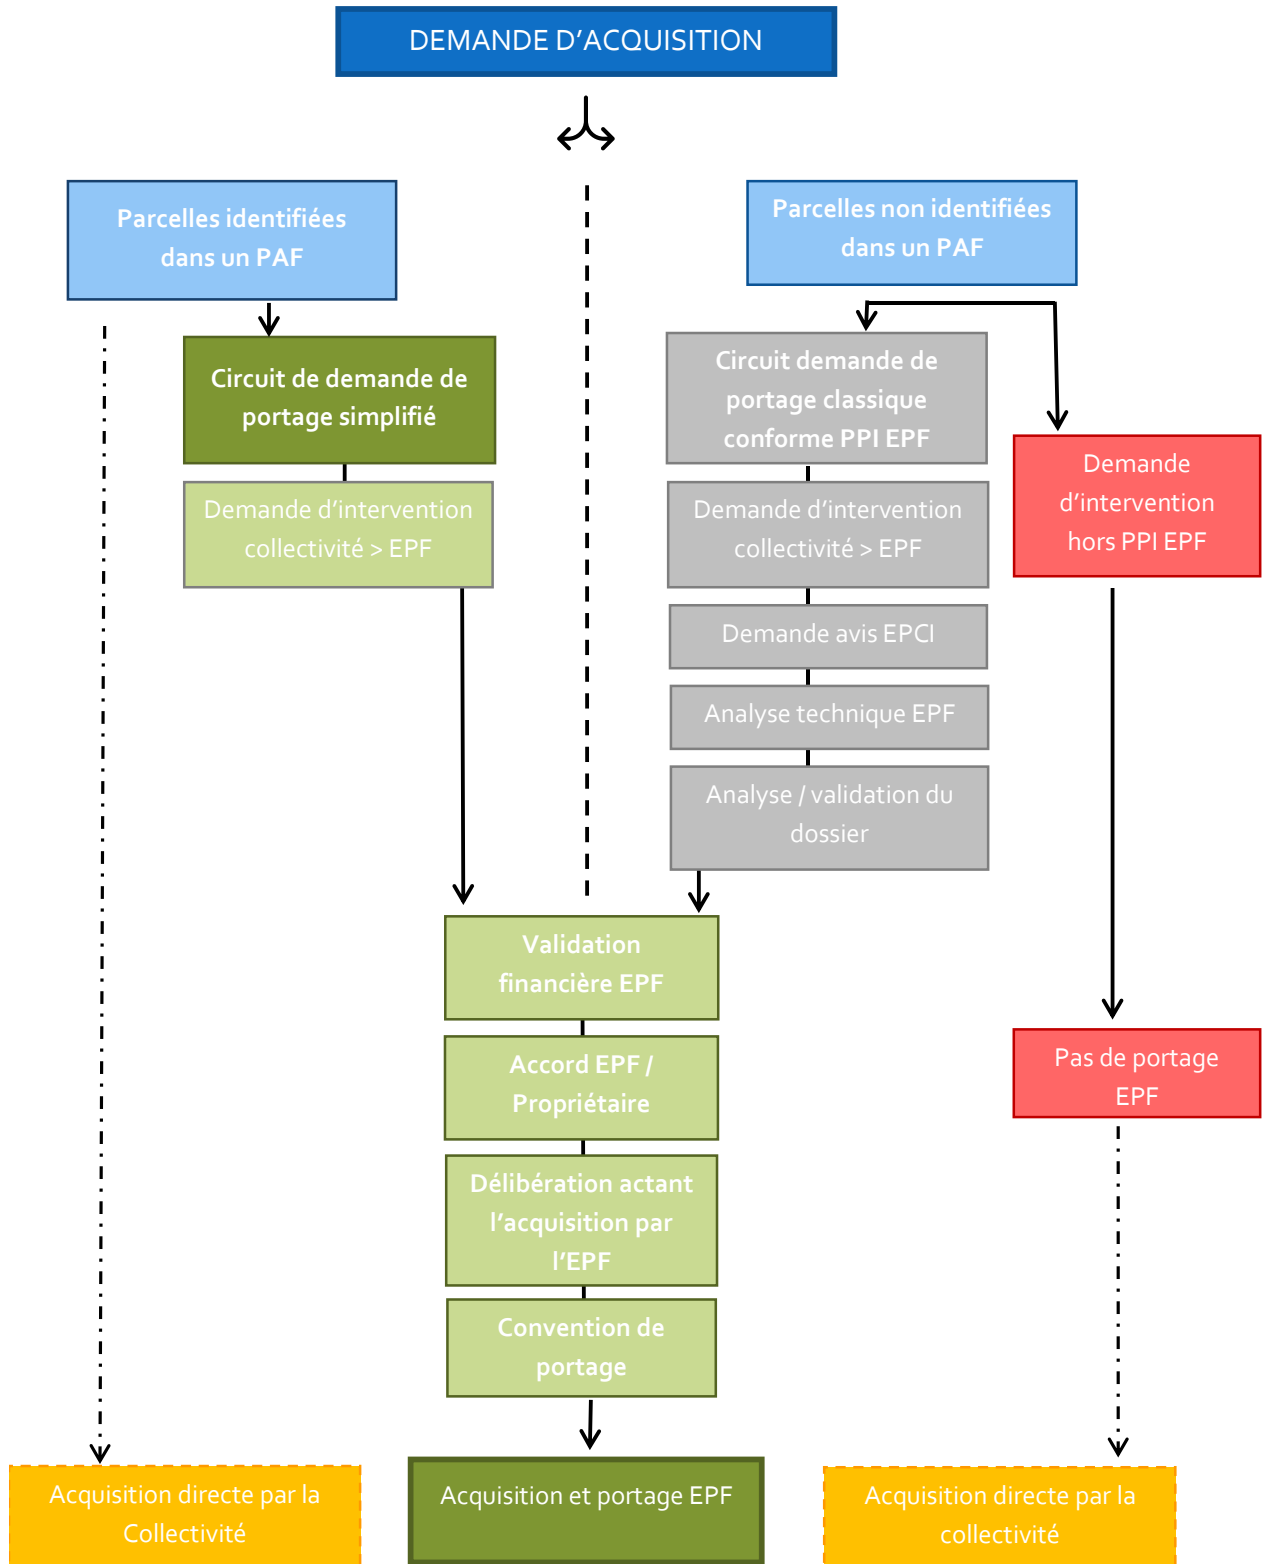 DEMANDE D'ACQUISITION
Parcelles identifiées
dans un PAF
Parcelles non identifiées
dans un PAF
Circuit de demande de
portage simplifié
Demande d'intervention
collectivité > EPF
Circuit demande de
portage classique
conforme PPI EPF
Demande d'intervention
collectivité > EPF
Demande avis EPCI
Analyse technique EPF
Analyse / validation du
dossier
Demande
d'intervention
hors PPI EPF
Validation
financière EPF
Accord EPF /
Propriétaire
Délibération actant
l'acquisition par
l'EPF
Convention de
portage
Pas de portage
EPF
Acquisition directe par la
Collectivité
Acquisition et portage EPF
Acquisition directe par la
collectivité